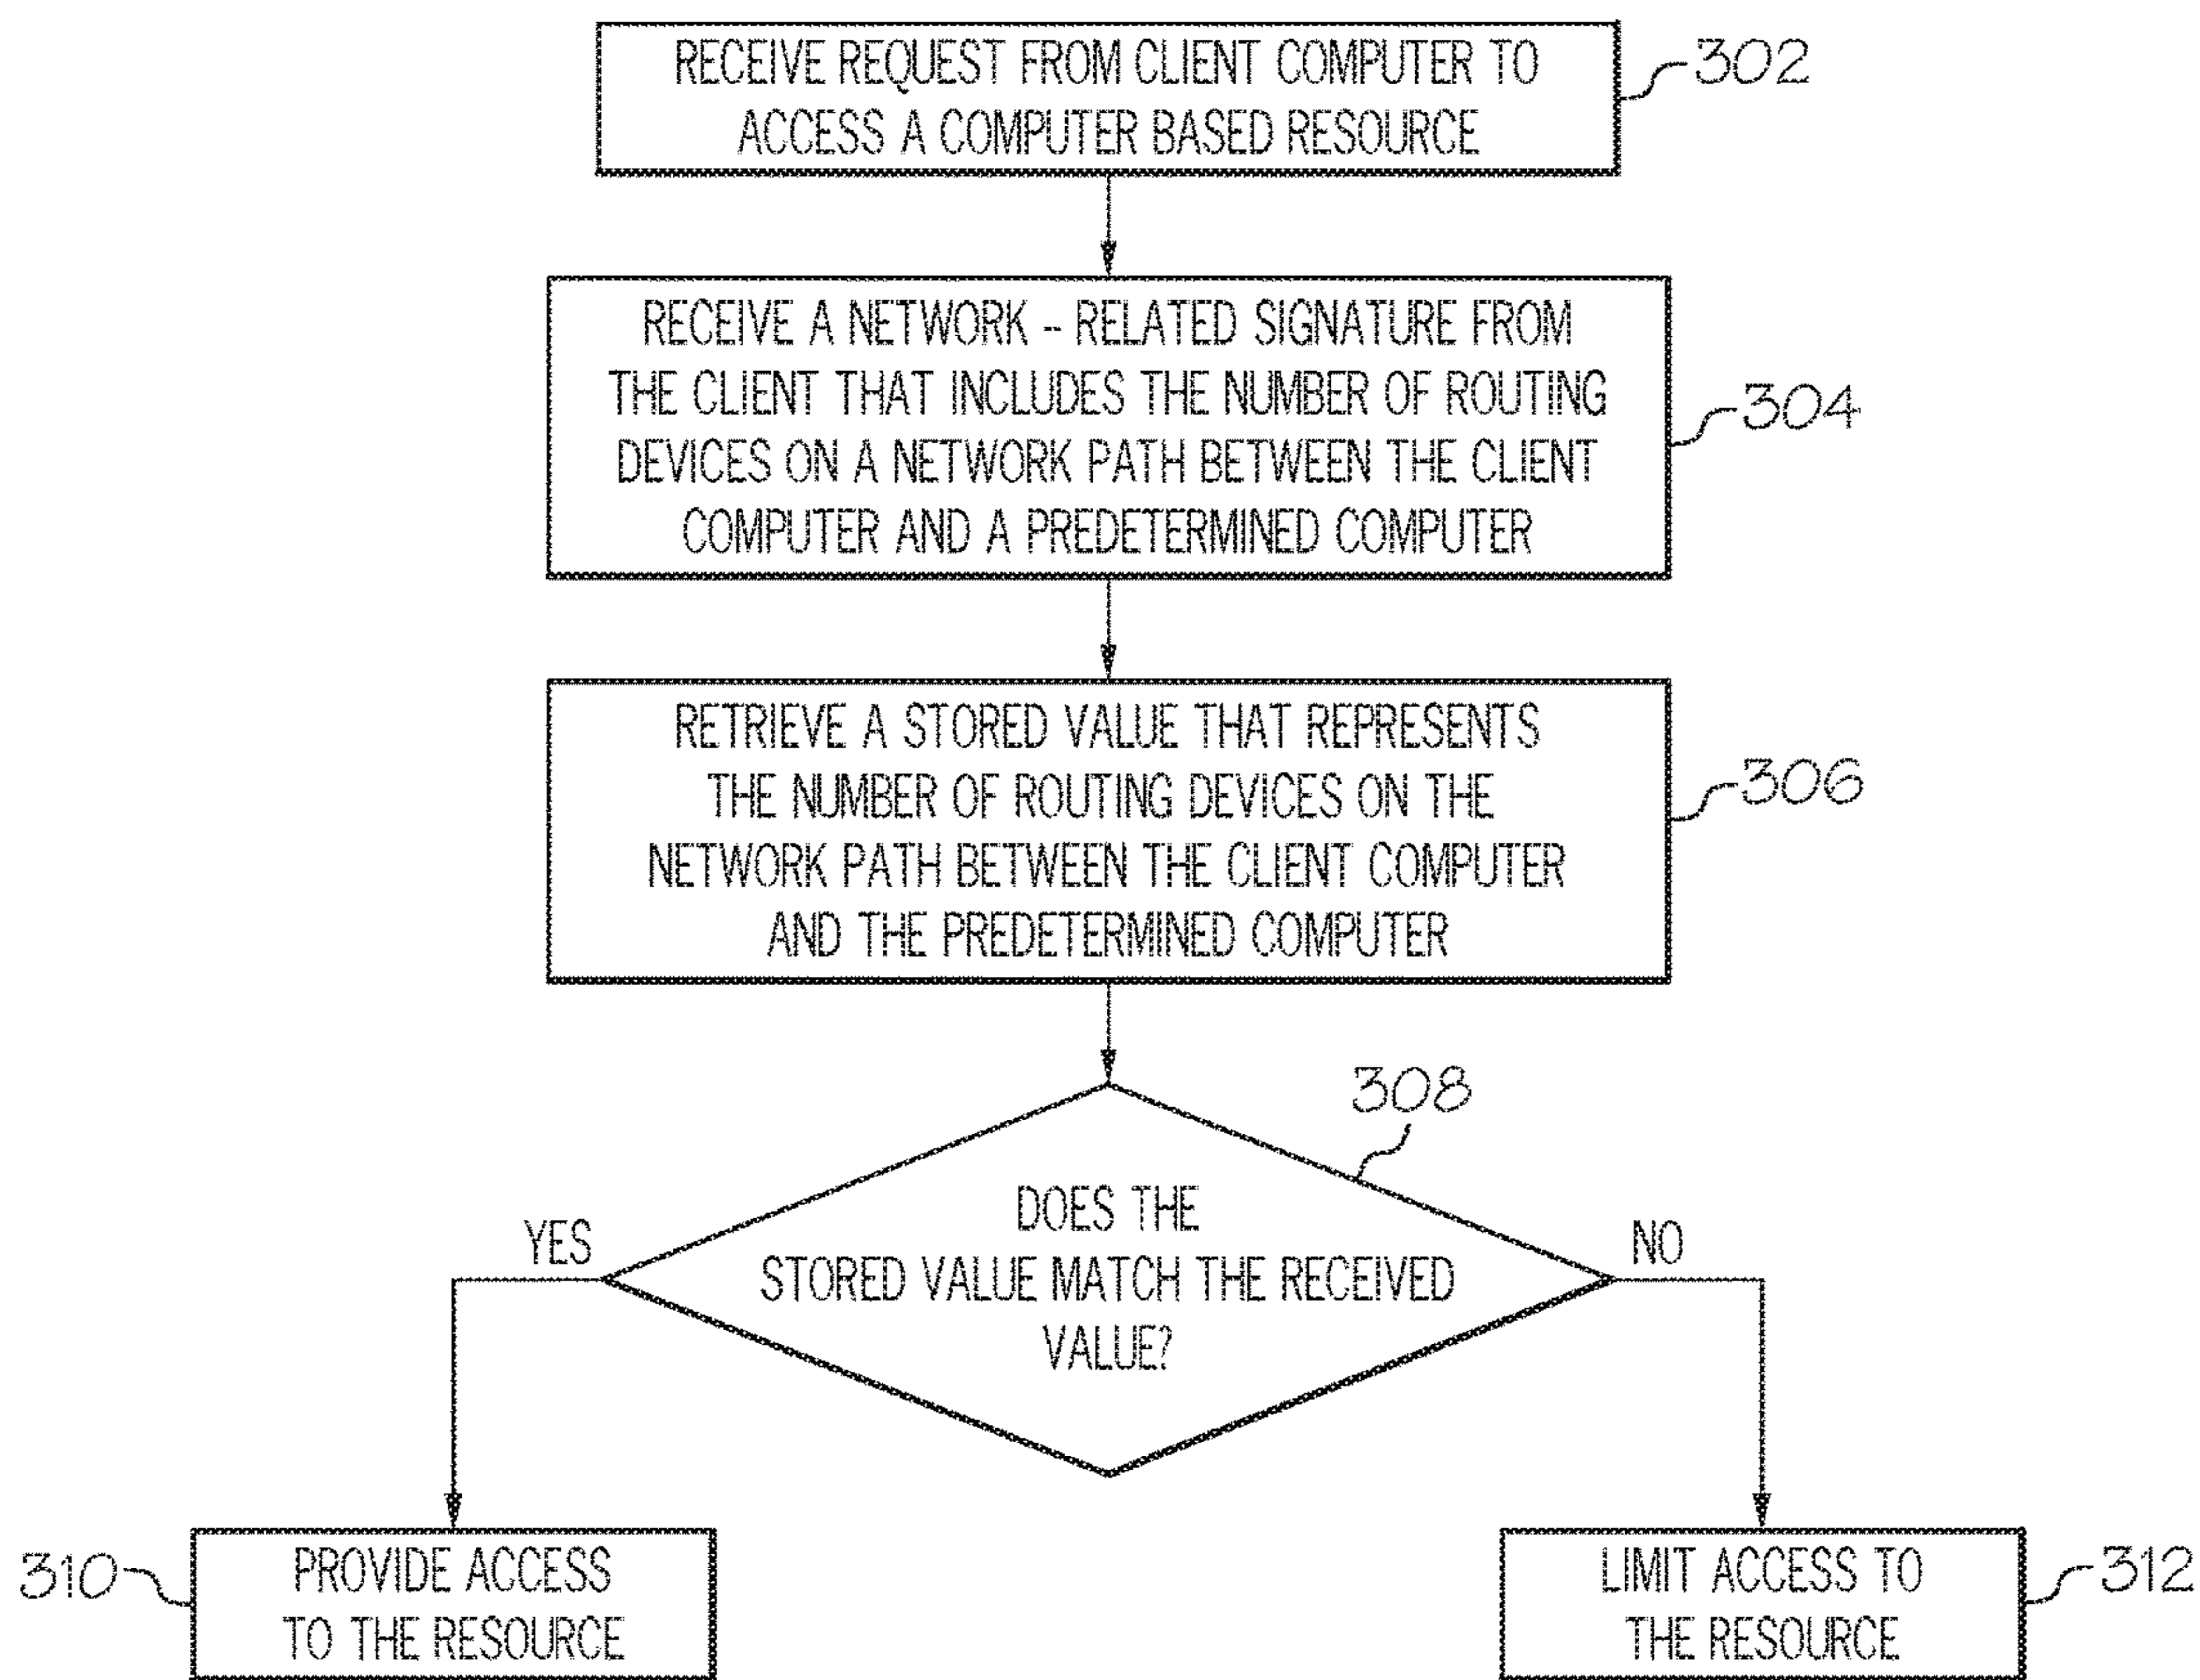 RECEIVE REQUEST FROM CLIENT COMPUTER TO
ACCESS A COMPUTER BASED RESOURCE
302
RECEIVE A NETWORK -- RELATED SIGNATURE FROM
THE CLIENT THAT INCLUDES THE NUMBER OF ROUTING
DEVICES ON A NETWORK PATH BETWEEN THE CLIENT
COMPUTER AND A PREDETERMINED COMPUTER
304
RETRIEVE A STORED VALUE THAT REPRESENTS
THE NUMBER OF ROUTING DEVICES ON THE
NETWORK PATH BETWEEN THE CLIENT COMPUTER
AND THE PREDETERMINED COMPUTER
306
308
DOES THE
STORED VALUE MATCH THE RECEIVED
VALUE?
YES
NO
310
PROVIDE ACCESS
TO THE RESOURCE
LIMIT ACCESS TO
THE RESOURCE
312